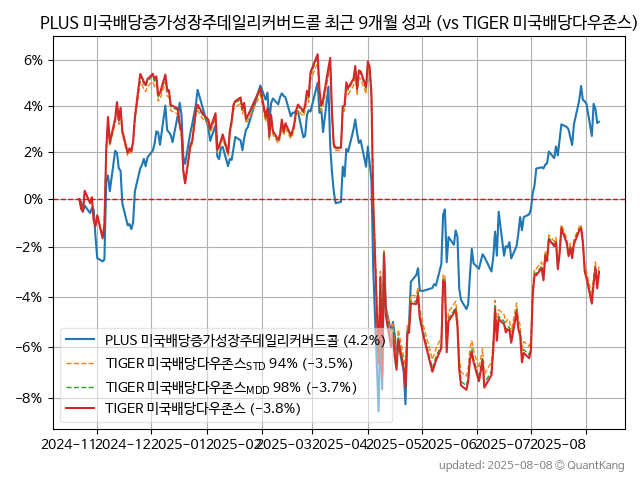 PLUS 미국배당증가성장주데일리커버드콜 최근 9개월 성과 (vs TIGER 미국배당다우존스)
6%
4%
2%
0%
−2%
−4%
−6%
−8%
PLUS 미국배당증가성장주데일리커버드콜 (4.2%)
TIGER 미국배당다우존스STD 94% (−3.5%)
TIGER 미국배당다우존스MDD 98% (−3.7%)
TIGER 미국배당다우존스 (−3.8%)
2024-11 2024-12 2025-01 2025-02 2025-03 2025-04 2025-05 2025-06 2025-07 2025-08
updated: 2025-08-08 © QuantKang